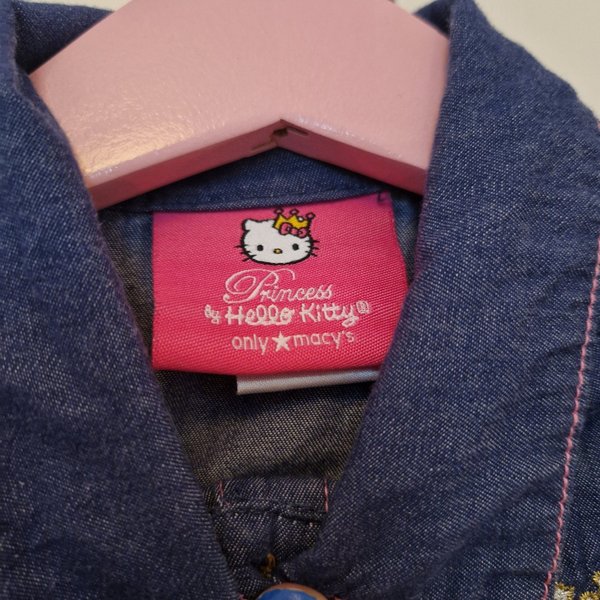 Princess
by Hello Kitty®
only ★ macy's